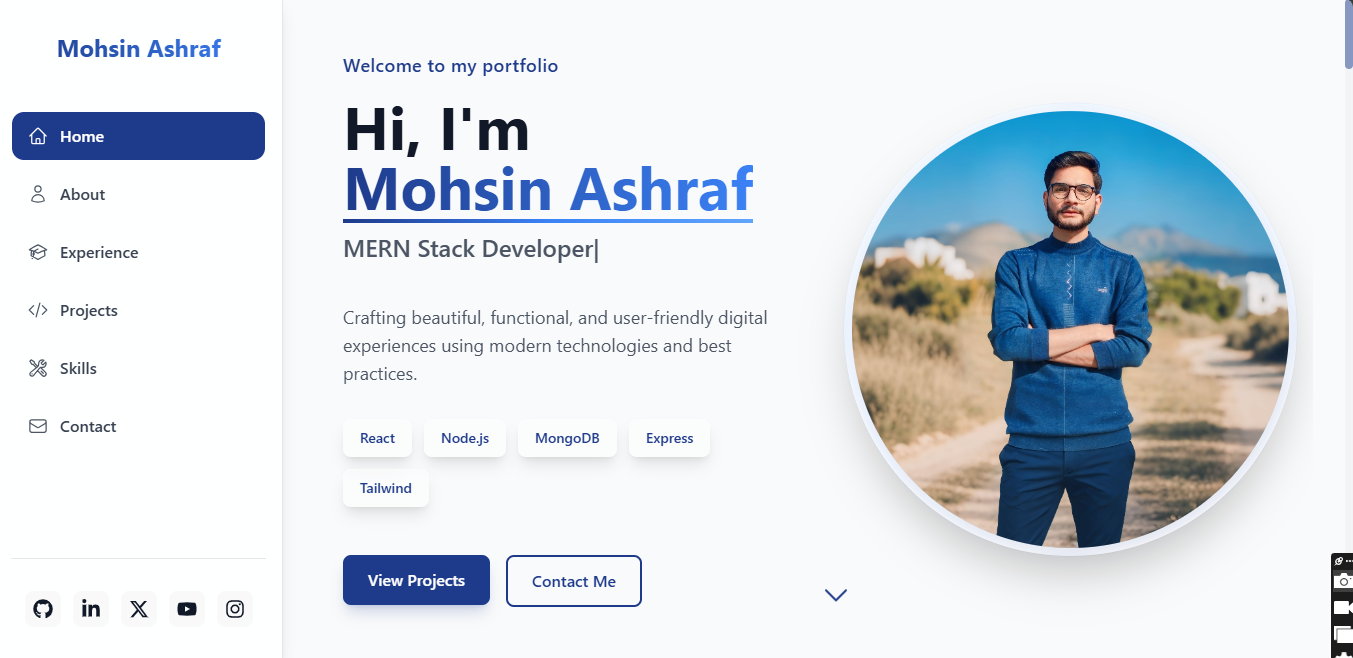 Mohsin Ashraf
Home
About
Experience
Projects
Skills
Contact
Welcome to my portfolio
Hi, I'm
Mohsin Ashraf
MERN Stack Developer|
Crafting beautiful, functional, and user-friendly digital
experiences using modern technologies and best
practices.
React Node.js MongoDB Express
Tailwind
View Projects Contact Me